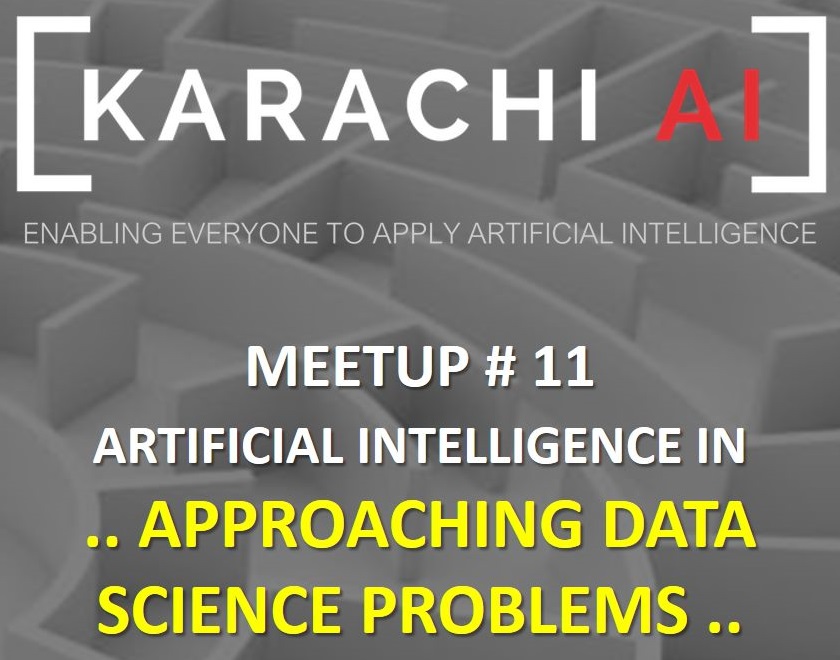 [KARACHI AI]
ENABLING EVERYONE TO APPLY ARTIFICIAL INTELLIGENCE
MEETUP # 11
ARTIFICIAL INTELLIGENCE IN
.. APPROACHING DATA
SCIENCE PROBLEMS ..